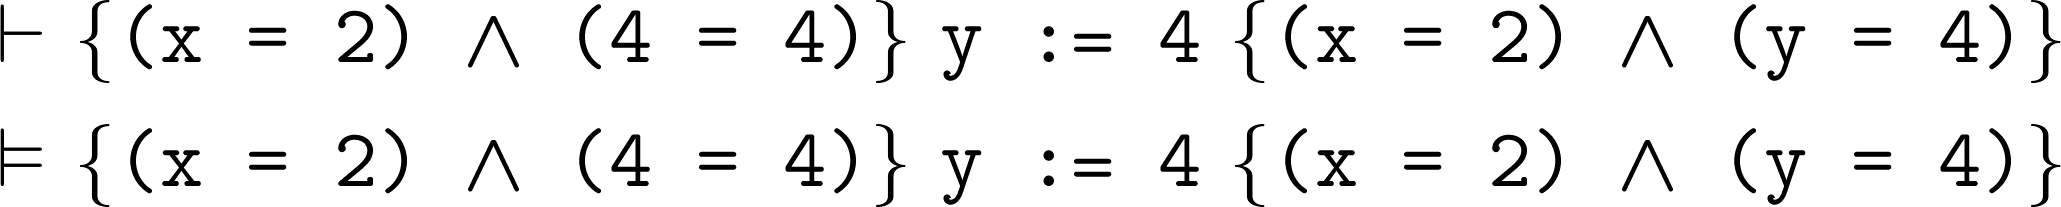 ⊢ {(x = 2) ∧ (4 = 4)} y := 4 {(x = 2) ∧ (y = 4)}
⊨ {(x = 2) ∧ (4 = 4)} y := 4 {(x = 2) ∧ (y = 4)}